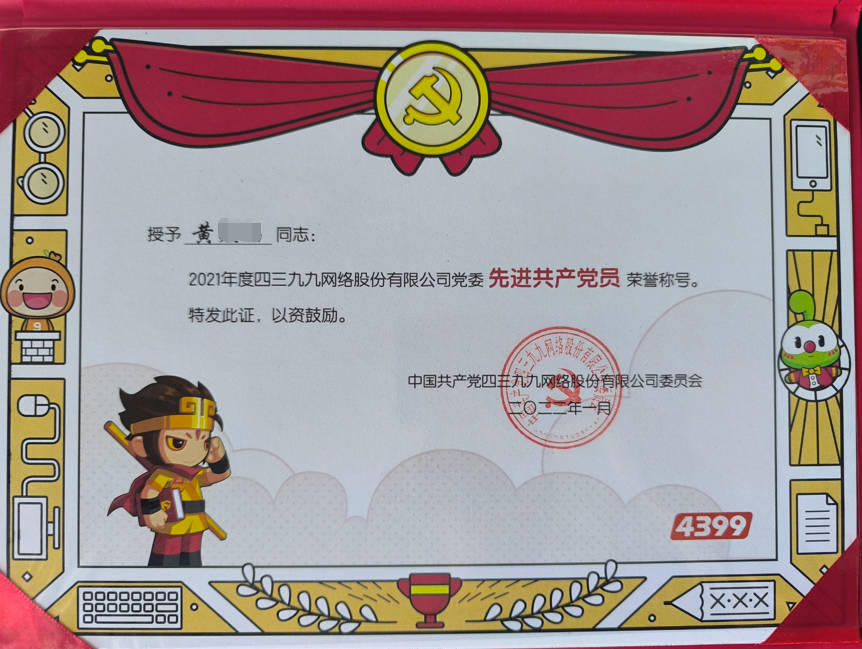 授予 黄 同志：
2021年度四三九九网络股份有限公司党委 先进共产党员 荣誉称号。
特发此证，以资鼓励。
中国共产党四三九九网络股份有限公司委员会
二〇二二年一月
4399